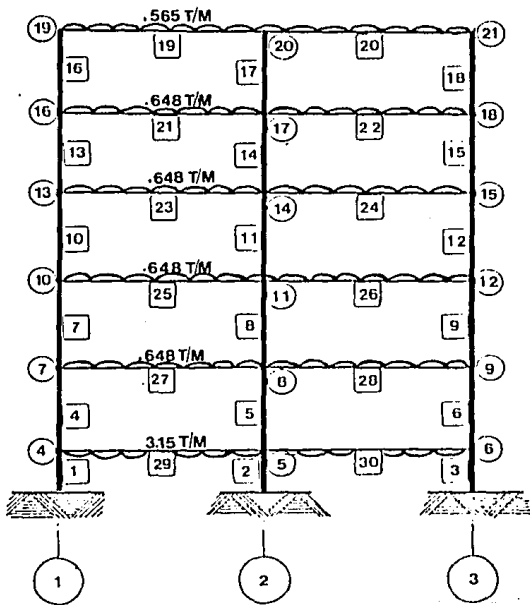 .565 T/M
19 19 20 20 21
16 17 18
.648 T/M
16 21 17 22 18
13 14 15
.648 T/M
13 23 14 24 15
10 11 12
.648 T/M
10 25 11 26 12
7 8 9
.648 T/M
7 27 8 28 9
4 5 6
3.15 T/M
4 6
1 29 2 5 30 3
1 2 3